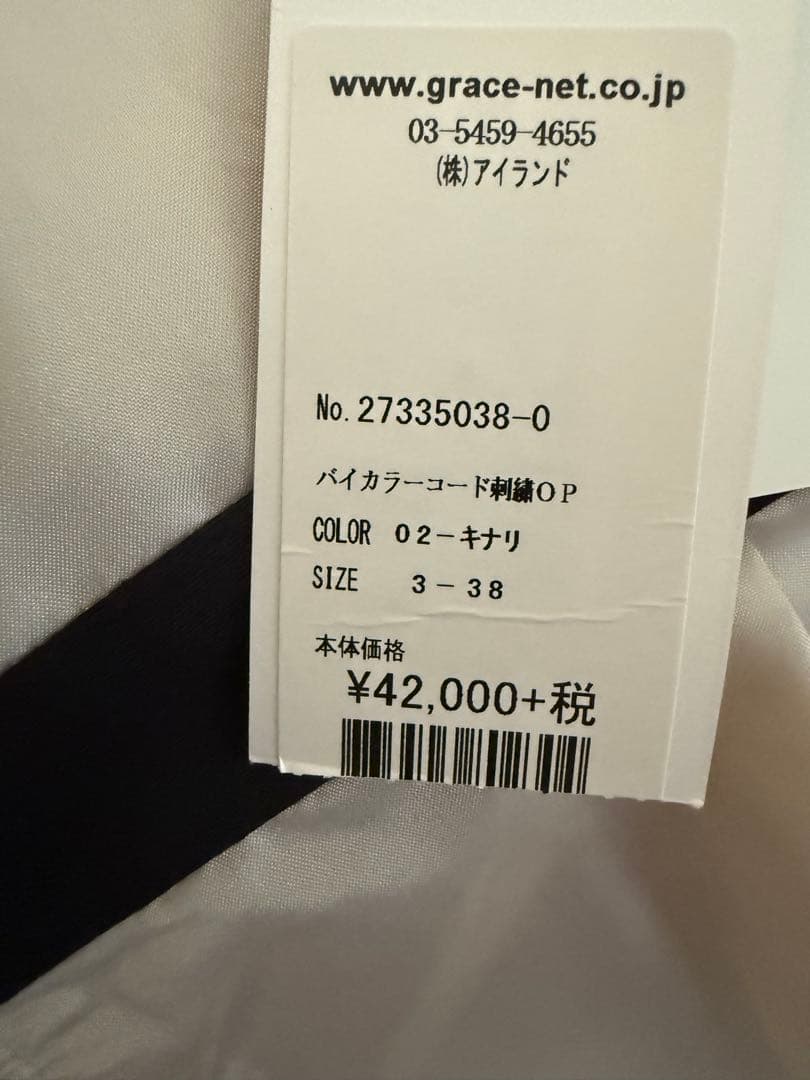 www.grace-net.co.jp
03-5459-4655
(株)アイランド
No. 27335038-0
バイカラーコード刺繍OP
COLOR 02-キナリ
SIZE 3-38
本体価格
¥42,000+税